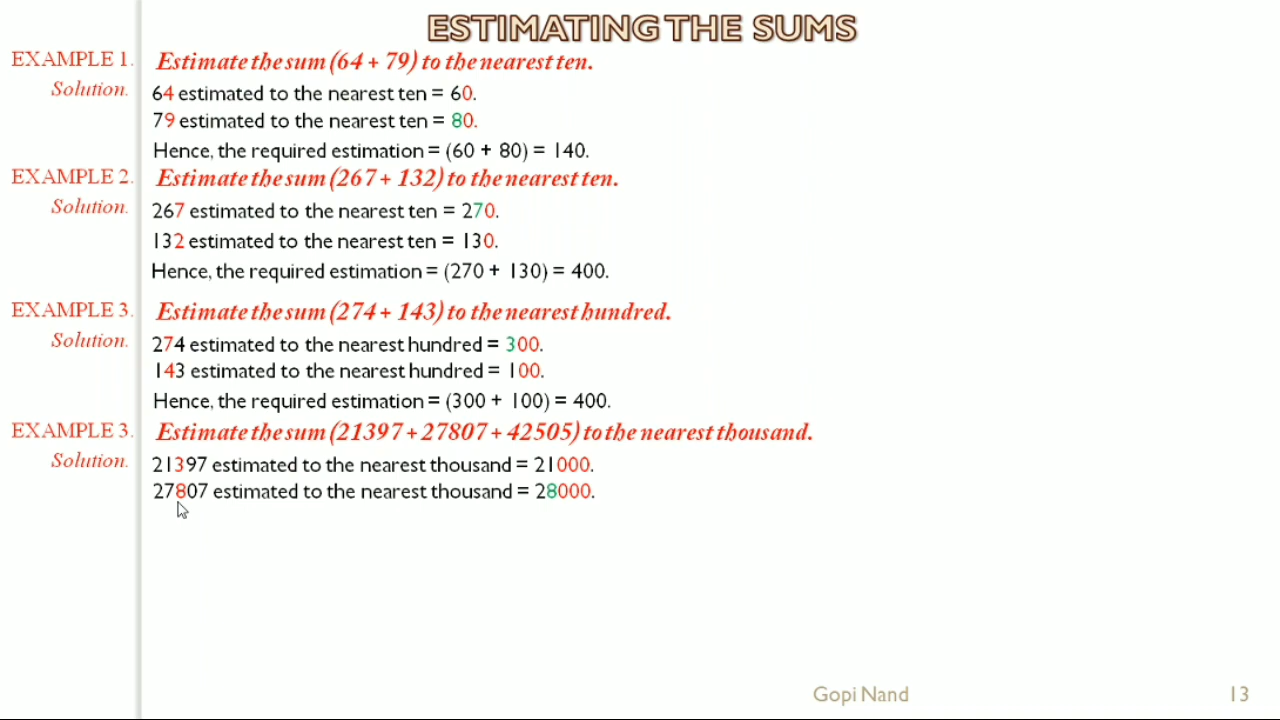 ESTIMATING THE SUMS
EXAMPLE 1. Estimate the sum (64 + 79) to the nearest ten.
Solution. 64 estimated to the nearest ten = 60.
79 estimated to the nearest ten = 80.
Hence, the required estimation = (60 + 80) = 140.
EXAMPLE 2. Estimate the sum (267 + 132) to the nearest ten.
Solution. 267 estimated to the nearest ten = 270.
132 estimated to the nearest ten = 130.
Hence, the required estimation = (270 + 130) = 400.
EXAMPLE 3. Estimate the sum (274 + 143) to the nearest hundred.
Solution. 274 estimated to the nearest hundred = 300.
143 estimated to the nearest hundred = 100.
Hence, the required estimation = (300 + 100) = 400.
EXAMPLE 3. Estimate the sum (21397 + 27807 + 42505) to the nearest thousand.
Solution. 21397 estimated to the nearest thousand = 21000.
27807 estimated to the nearest thousand = 28000.
Gopi Nand 13